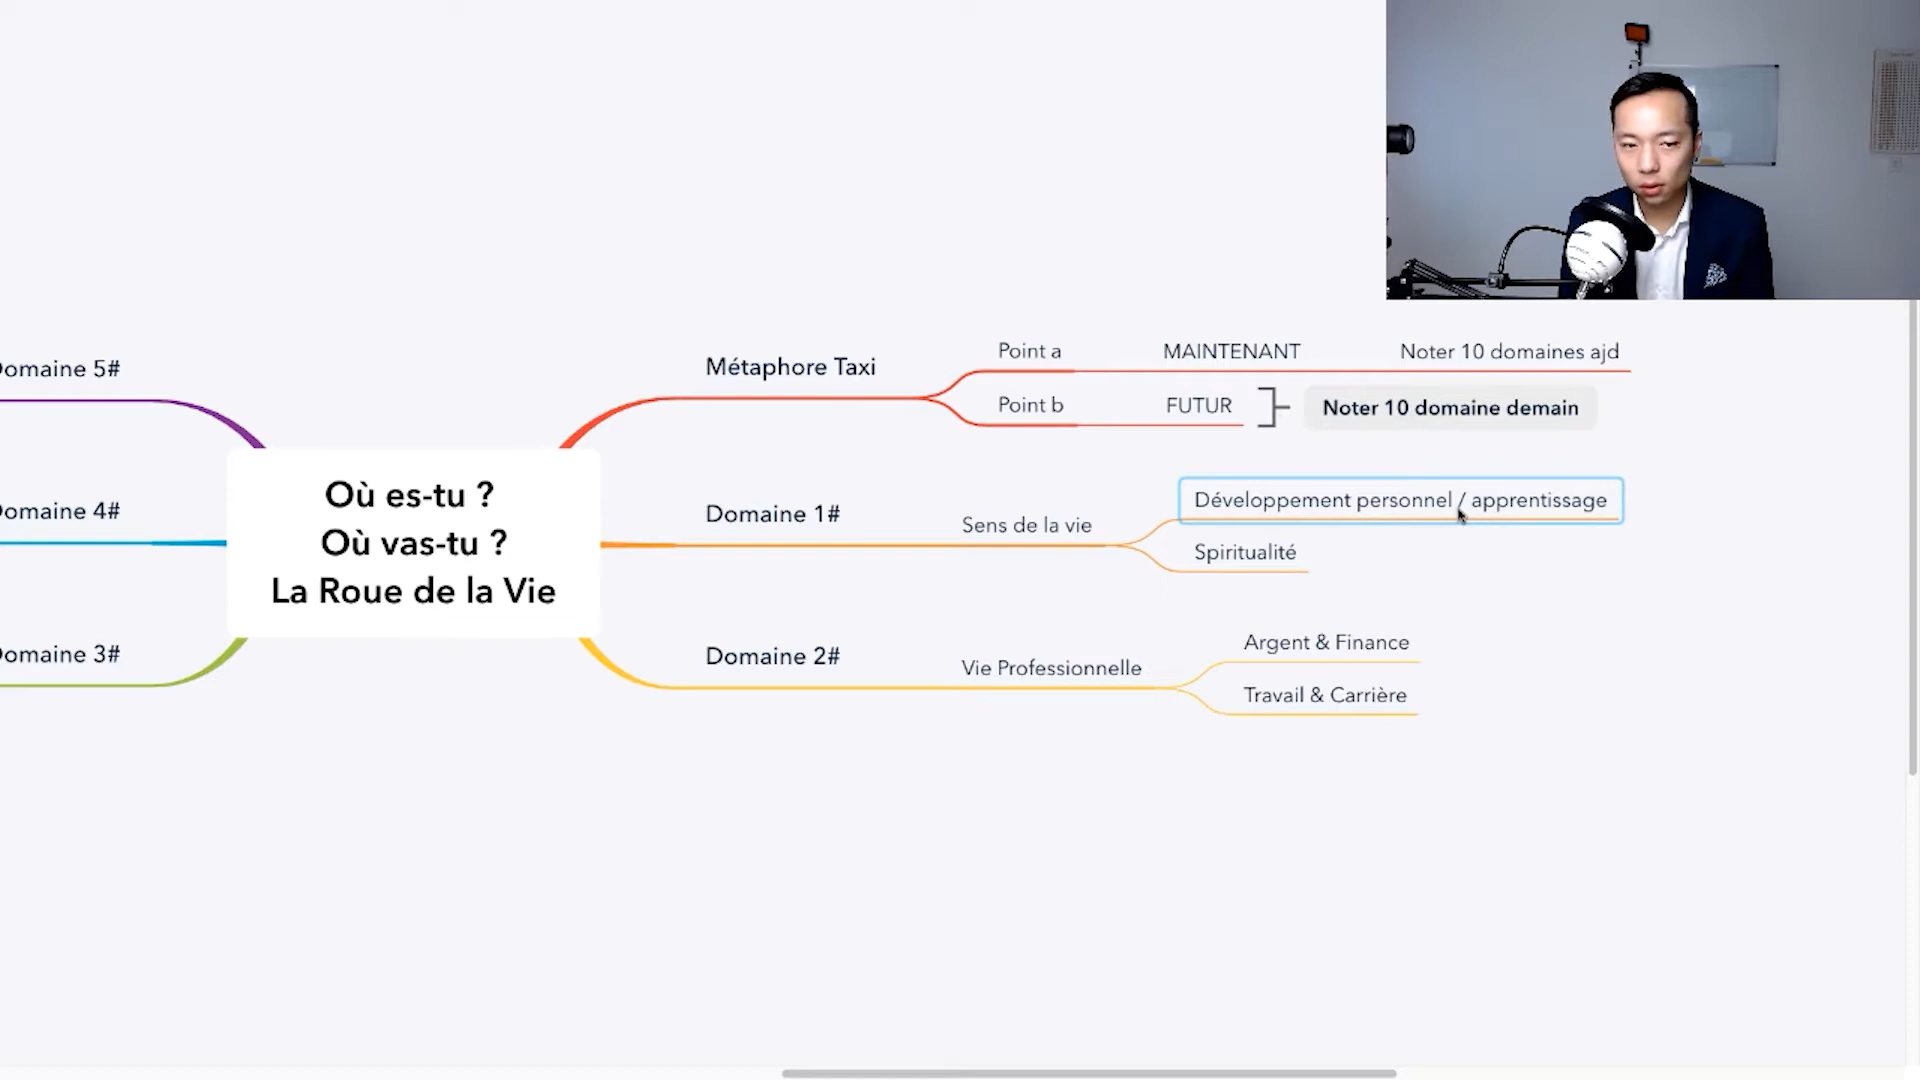 Où es-tu ?
Où vas-tu ?
La Roue de la Vie
Métaphore Taxi
Point a
MAINTENANT
Noter 10 domaines ajd
Point b
FUTUR
Noter 10 domaine demain
Domaine 1#
Sens de la vie
Développement personnel / apprentissage
Spiritualité
Domaine 2#
Vie Professionnelle
Argent & Finance
Travail & Carrière
omaine 5#
omaine 4#
omaine 3#